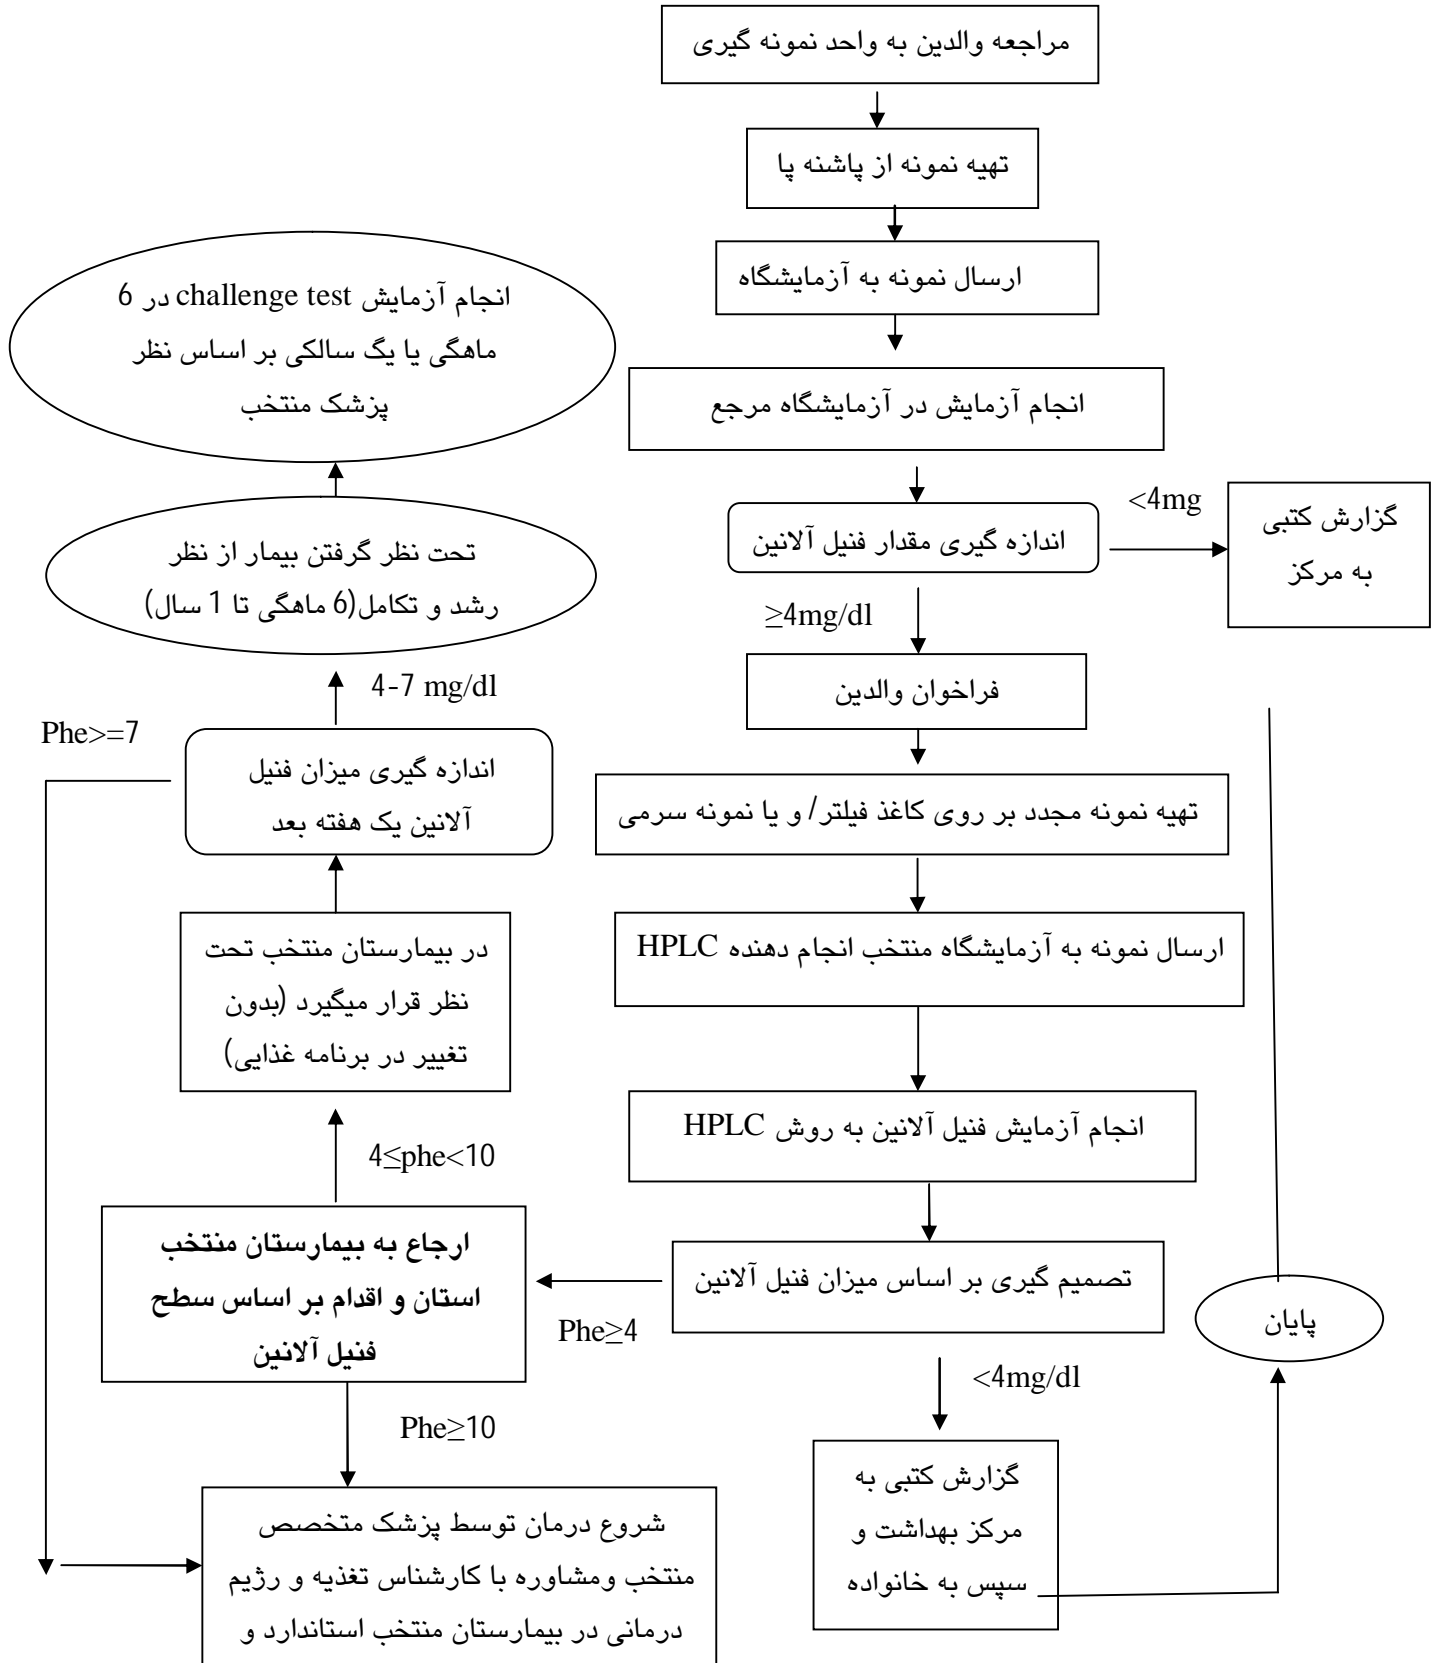 مراجعه والدین به واحد نمونه گیری
تهیه نمونه از پاشنه پا
ارسال نمونه به آزمایشگاه
انجام آزمایش در آزمایشگاه مرجع
اندازه گیری مقدار فنیل آلانین
<4mg
گزارش کتبی
به مرکز
≥4mg/dl
فراخوان والدین
تهیه نمونه مجدد بر روی کاغذ فیلتر/ و یا نمونه سرمی
ارسال نمونه به آزمایشگاه منتخب انجام دهنده HPLC
انجام آزمایش فنیل آلانین به روش HPLC
تصمیم گیری بر اساس میزان فنیل آلانین
<4mg/dl
گزارش کتبی به
مرکز بهداشت و
سپس به خانواده
پایان
Phe≥4
ارجاع به بیمارستان منتخب
استان و اقدام بر اساس سطح
فنیل آلانین
Phe≥10
شروع درمان توسط پزشک متخصص
منتخب ومشاوره با کارشناس تغذیه و رژیم
درمانی در بیمارستان منتخب استاندارد و
4≤phe<10
در بیمارستان منتخب تحت
نظر قرار میگیرد (بدون
تغییر در برنامه غذایی)
اندازه گیری میزان فنیل
آلانین یک هفته بعد
Phe>=7
4-7 mg/dl
تحت نظر گرفتن بیمار از نظر
رشد و تکامل(6 ماهگی تا 1 سال)
انجام آزمایش challenge test در 6
ماهگی یا یگ سالکی بر اساس نظر
پزشک منتخب